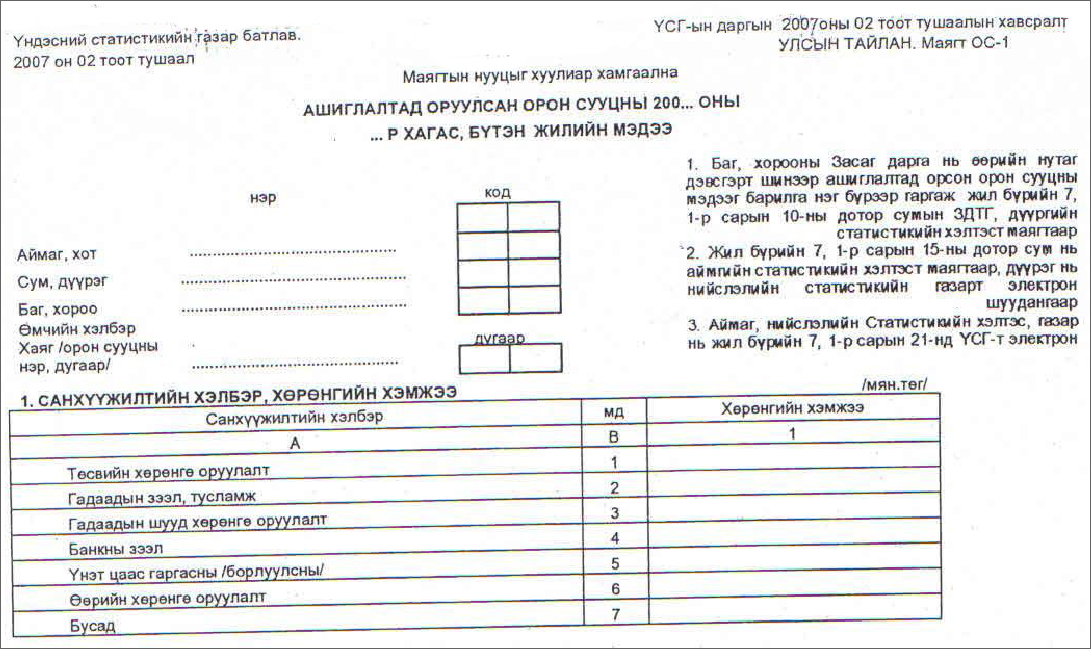 Үндэсний статистикийн газар батлав.
2007 он 02 тоот тушаал
ҮСГ-ын даргын 2007оны 02 тоот тушаалын хавсралт
УЛСЫН ТАЙЛАН. Маягт ОС-1
Маягтын нууцыг хуулиар хамгаална
АШИГЛАЛТАД ОРУУЛСАН ОРОН СУУЦНЫ 200... ОНЫ
... Р ХАГАС, БҮТЭН ЖИЛИЙН МЭДЭЭ
1. Баг, хорооны Засаг дарга нь өөрийн нутаг
дэвсгэрт шинээр ашиглалтад орсон орон сууцны
мэдээг барилга нэг бүрээр гаргаж жил бүрийн 7,
1-р сарын 10-ны дотор сумын ЗДТГ, дүүргийн
статистикийн хэлтэст маягтаар
2. Жил бүрийн 7, 1-р сарын 15-ны дотор сум нь
аймгийн статистикийн хэлтэст маягтаар, дүүрэг нь
нийслэлийн статистикийн газарт электрон
шуудангаар
3. Аймаг, нийслэлийн Статистикийн хэлтэс, газар
нь жил бүрийн 7, 1-р сарын 21-нд ҮСГ-т электрон
нэр код
Аймаг, хот ....................................
Сум, дүүрэг ....................................
Баг, хороо ....................................
Өмчийн хэлбэр
Хаяг /орон сууцны дугаар
нэр, дугаар/ ....................................
1. САНХҮҮЖИЛТИЙН ХЭЛБЭР, ХӨРӨНГИЙН ХЭМЖЭЭ /мян.төг/
Санхүүжилтийн хэлбэр мд Хөрөнгийн хэмжээ
А В 1
Төсвийн хөрөнгө оруулалт 1
Гадаадын зээл, тусламж 2
Гадаадын шууд хөрөнгө оруулалт 3
Банкны зээл 4
Үнэт цаас гаргасны /борлуулсны/ 5
Өөрийн хөрөнгө оруулалт 6
Бусад 7